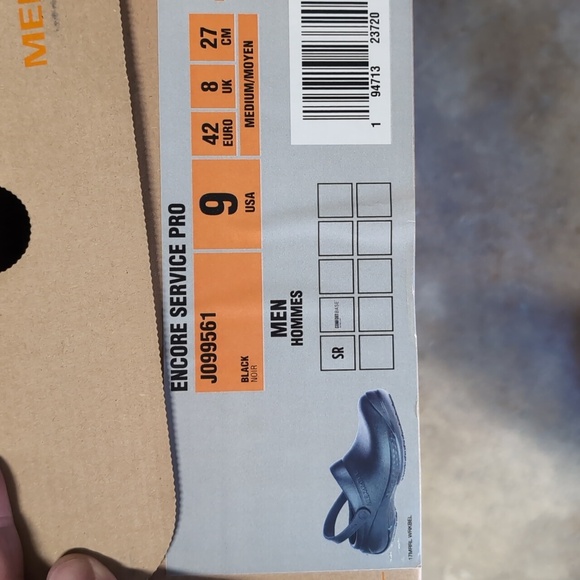 MER
ENCORE SERVICE PRO
J099561
BLACK
NOIR
9
USA
42
EURO
8
UK
27
CM
MEDIUM/MOYEN
MEN
HOMMES
SR
1 94713 23720